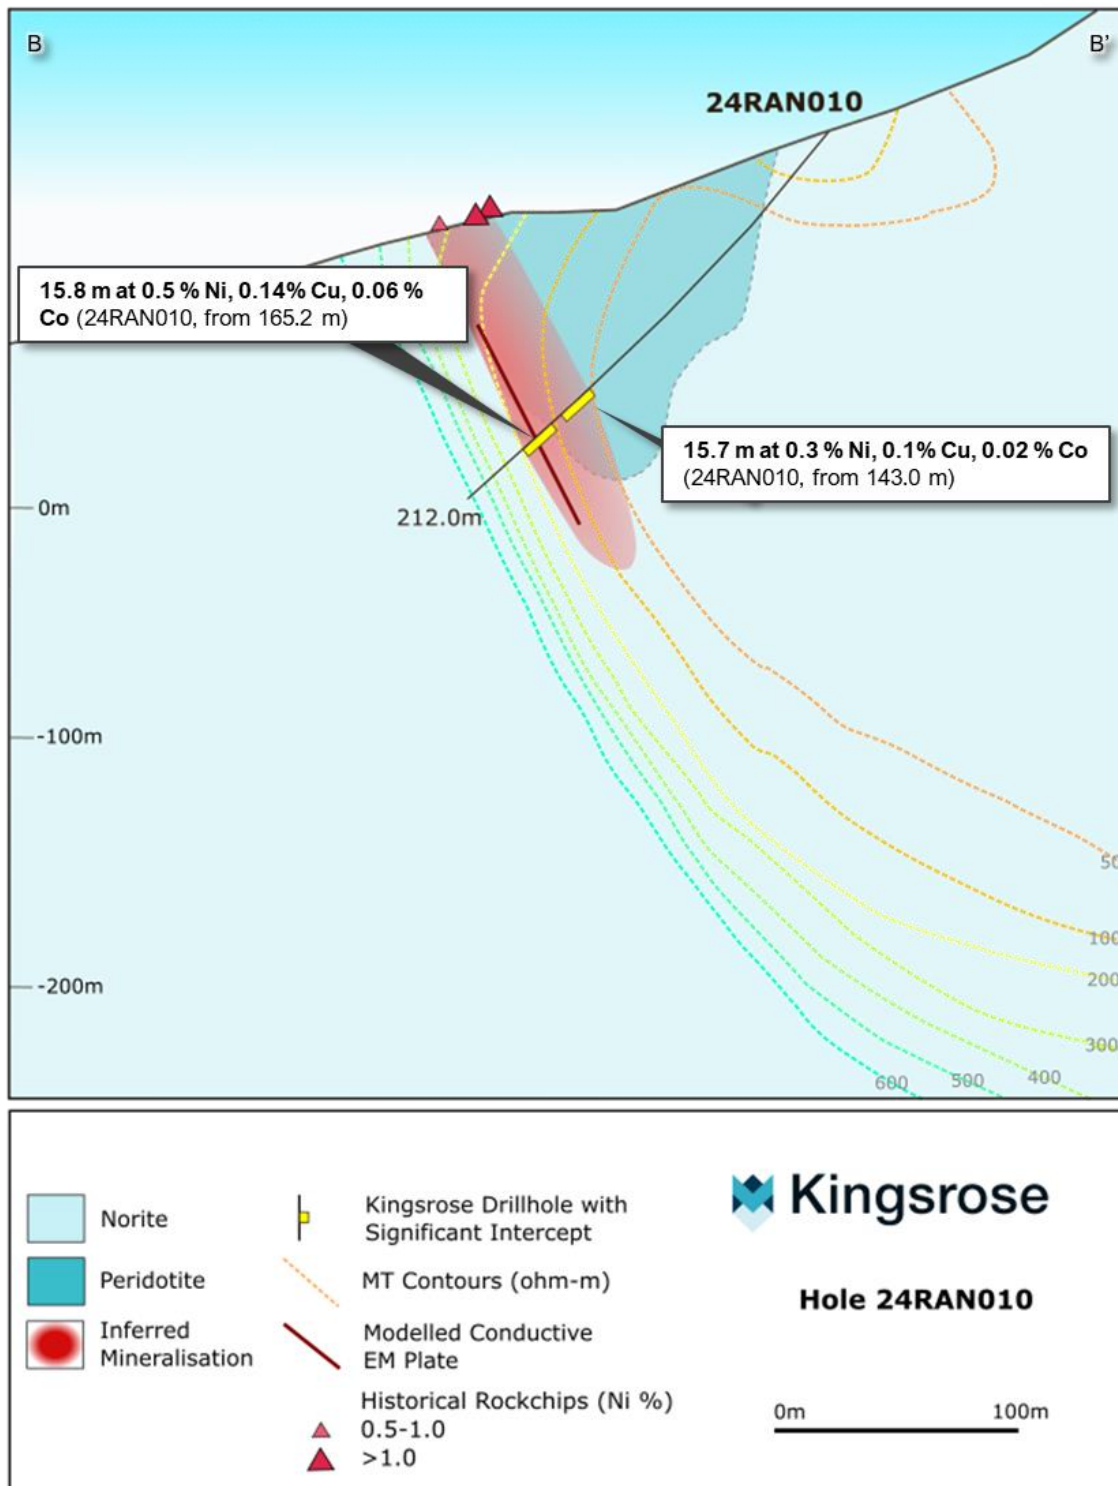 B
B'
24RAN010
15.8 m at 0.5 % Ni, 0.14% Cu, 0.06 %
Co (24RAN010, from 165.2 m)
15.7 m at 0.3 % Ni, 0.1% Cu, 0.02 % Co
(24RAN010, from 143.0 m)
0m
212.0m
-100m
-200m
50
100
200
300
400
500
600
Norite
Peridotite
Inferred
Mineralisation
Kingsrose Drillhole with
Significant Intercept
MT Contours (ohm-m)
Modelled Conductive
EM Plate
Historical Rockchips (Ni %)
0.5-1.0
>1.0
Kingsrose
Hole 24RAN010
0m 100m